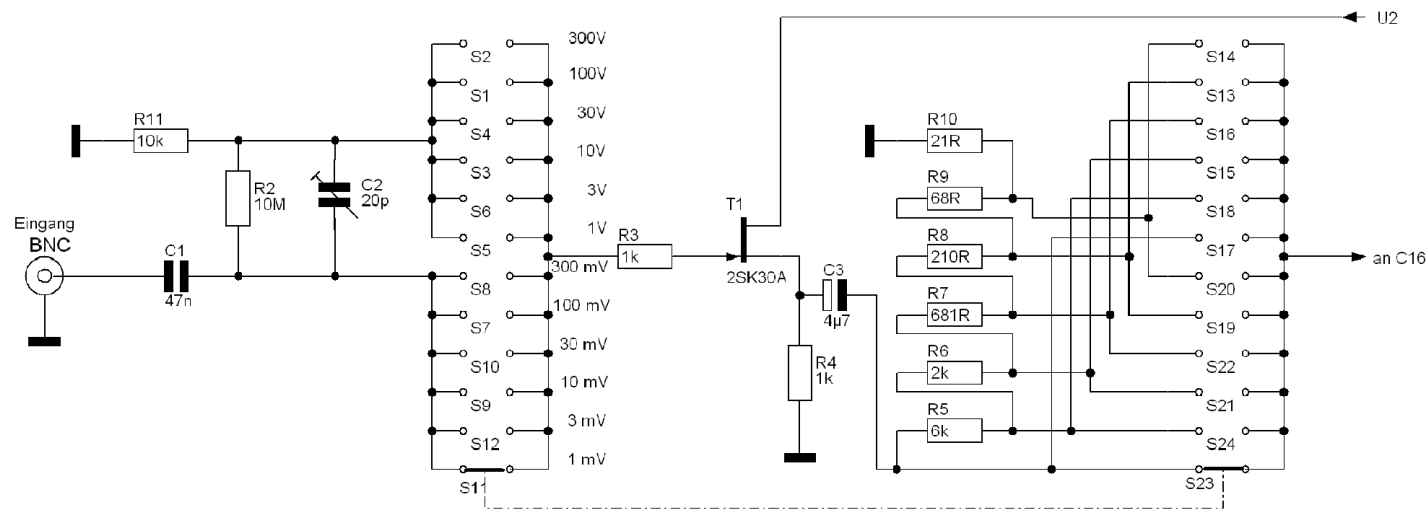 U2
S2
300V
S14
S1
100V
S13
R11
10k
S4
30V
R10
21R
S16
S3
10V
S15
R2
10M
C2
20p
S6
3V
T1
R9
68R
S18
Eingang
BNC
C1
47n
S5
1V
R3
1k
R8
210R
S17
S8
300 mV
2SK30A
C3
4µ7
an C16
S20
S7
100 mV
R7
681R
S19
S10
30 mV
R4
1k
R6
2k
S22
S9
10 mV
S21
S12
3 mV
R5
6k
S24
S11
1 mV
S23